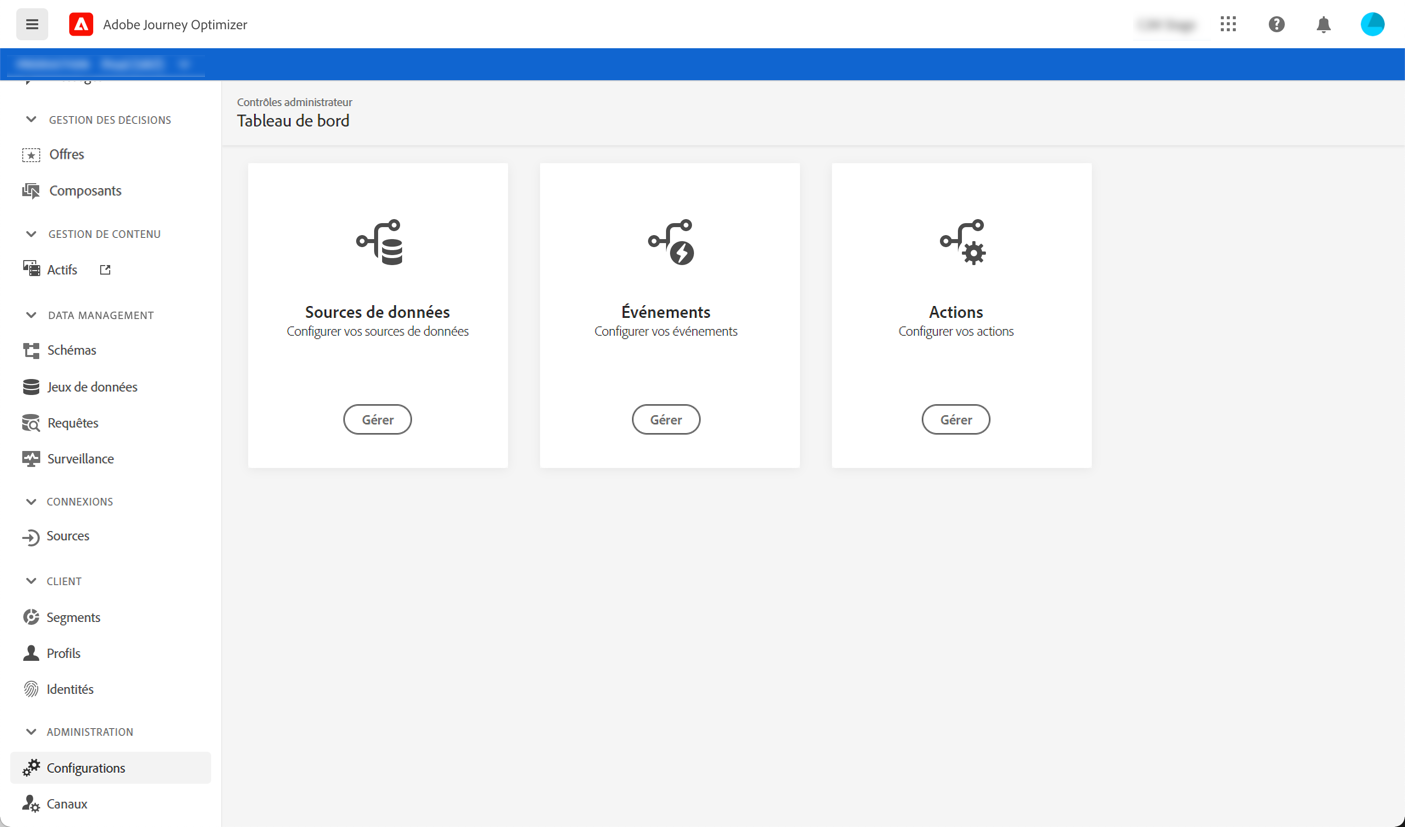 Adobe Journey Optimizer
GESTION DES DÉCISIONS
Offres
Composants
GESTION DE CONTENU
Actifs
DATA MANAGEMENT
Schémas
Jeux de données
Requêtes
Surveillance
CONNEXIONS
Sources
CLIENT
Segments
Profils
Identités
ADMINISTRATION
Configurations
Canaux
Contrôles administrateur
Tableau de bord
Sources de données
Configurer vos sources de données
Gérer
Événements
Configurer vos événements
Gérer
Actions
Configurer vos actions
Gérer